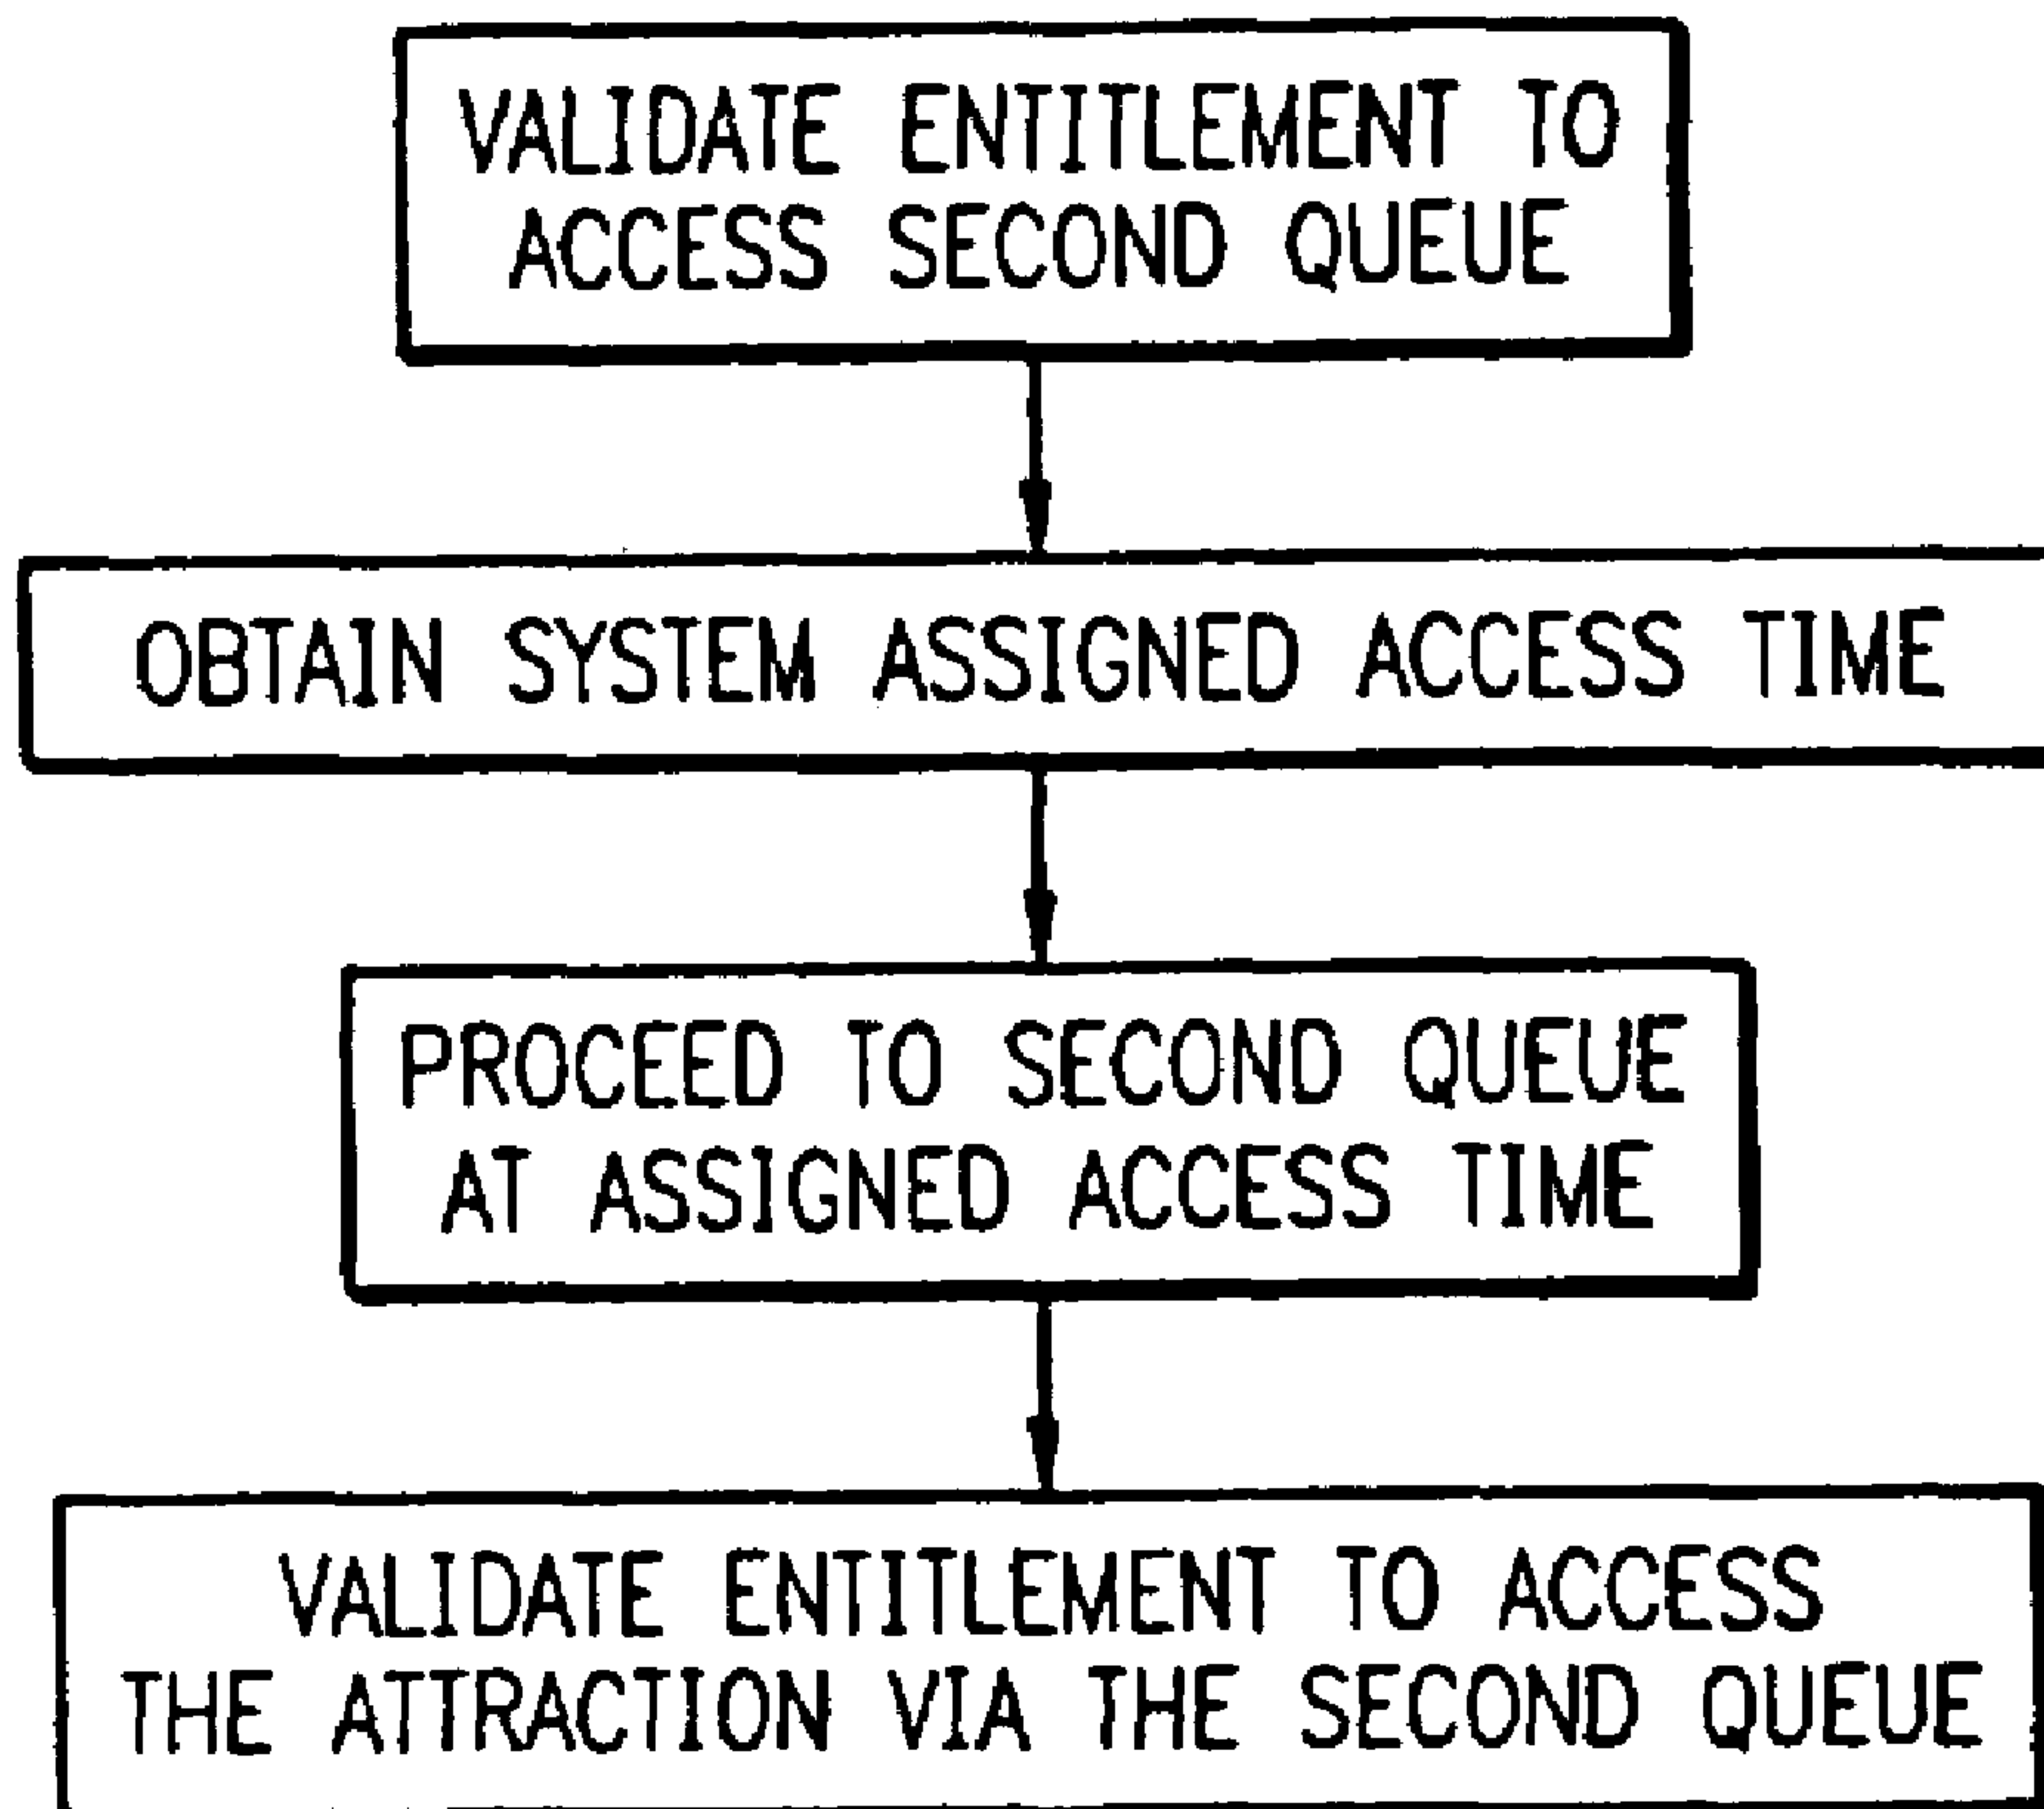 VALIDATE ENTITLEMENT TO
ACCESS SECOND QUEUE
OBTAIN SYSTEM ASSIGNED ACCESS TIME
PROCEED TO SECOND QUEUE
AT ASSIGNED ACCESS TIME
VALIDATE ENTITLEMENT TO ACCESS
THE ATTRACTION VIA THE SECOND QUEUE